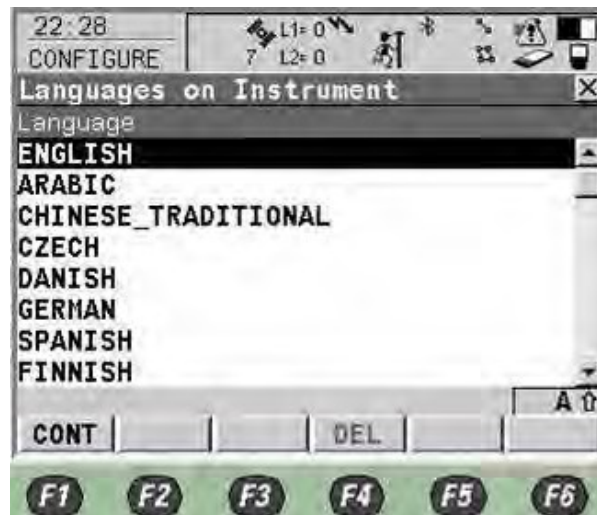 22:28
CONFIGURE
L1= 0
7 L2= 0
Languages on Instrument
Language
ENGLISH
ARABIC
CHINESE_TRADITIONAL
CZECH
DANISH
GERMAN
SPANISH
FINNISH
A
CONT DEL
F1 F2 F3 F4 F5 F6